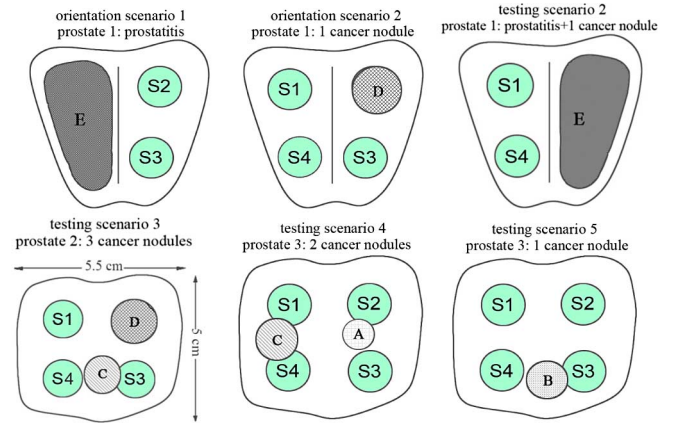 orientation scenario 1
prostate 1: prostatitis
orientation scenario 2
prostate 1: 1 cancer nodule
testing scenario 2
prostate 1: prostatitis+1 cancer nodule
E
S2
S3
S1
D
S4
S3
S1
E
S4
testing scenario 3
prostate 2: 3 cancer nodules
testing scenario 4
prostate 3: 2 cancer nodules
testing scenario 5
prostate 3: 1 cancer nodule
5.5 cm
S1
D
S4
C
S3
5 cm
S1
S2
C
A
S4
S3
S1
S2
S4
B
S3